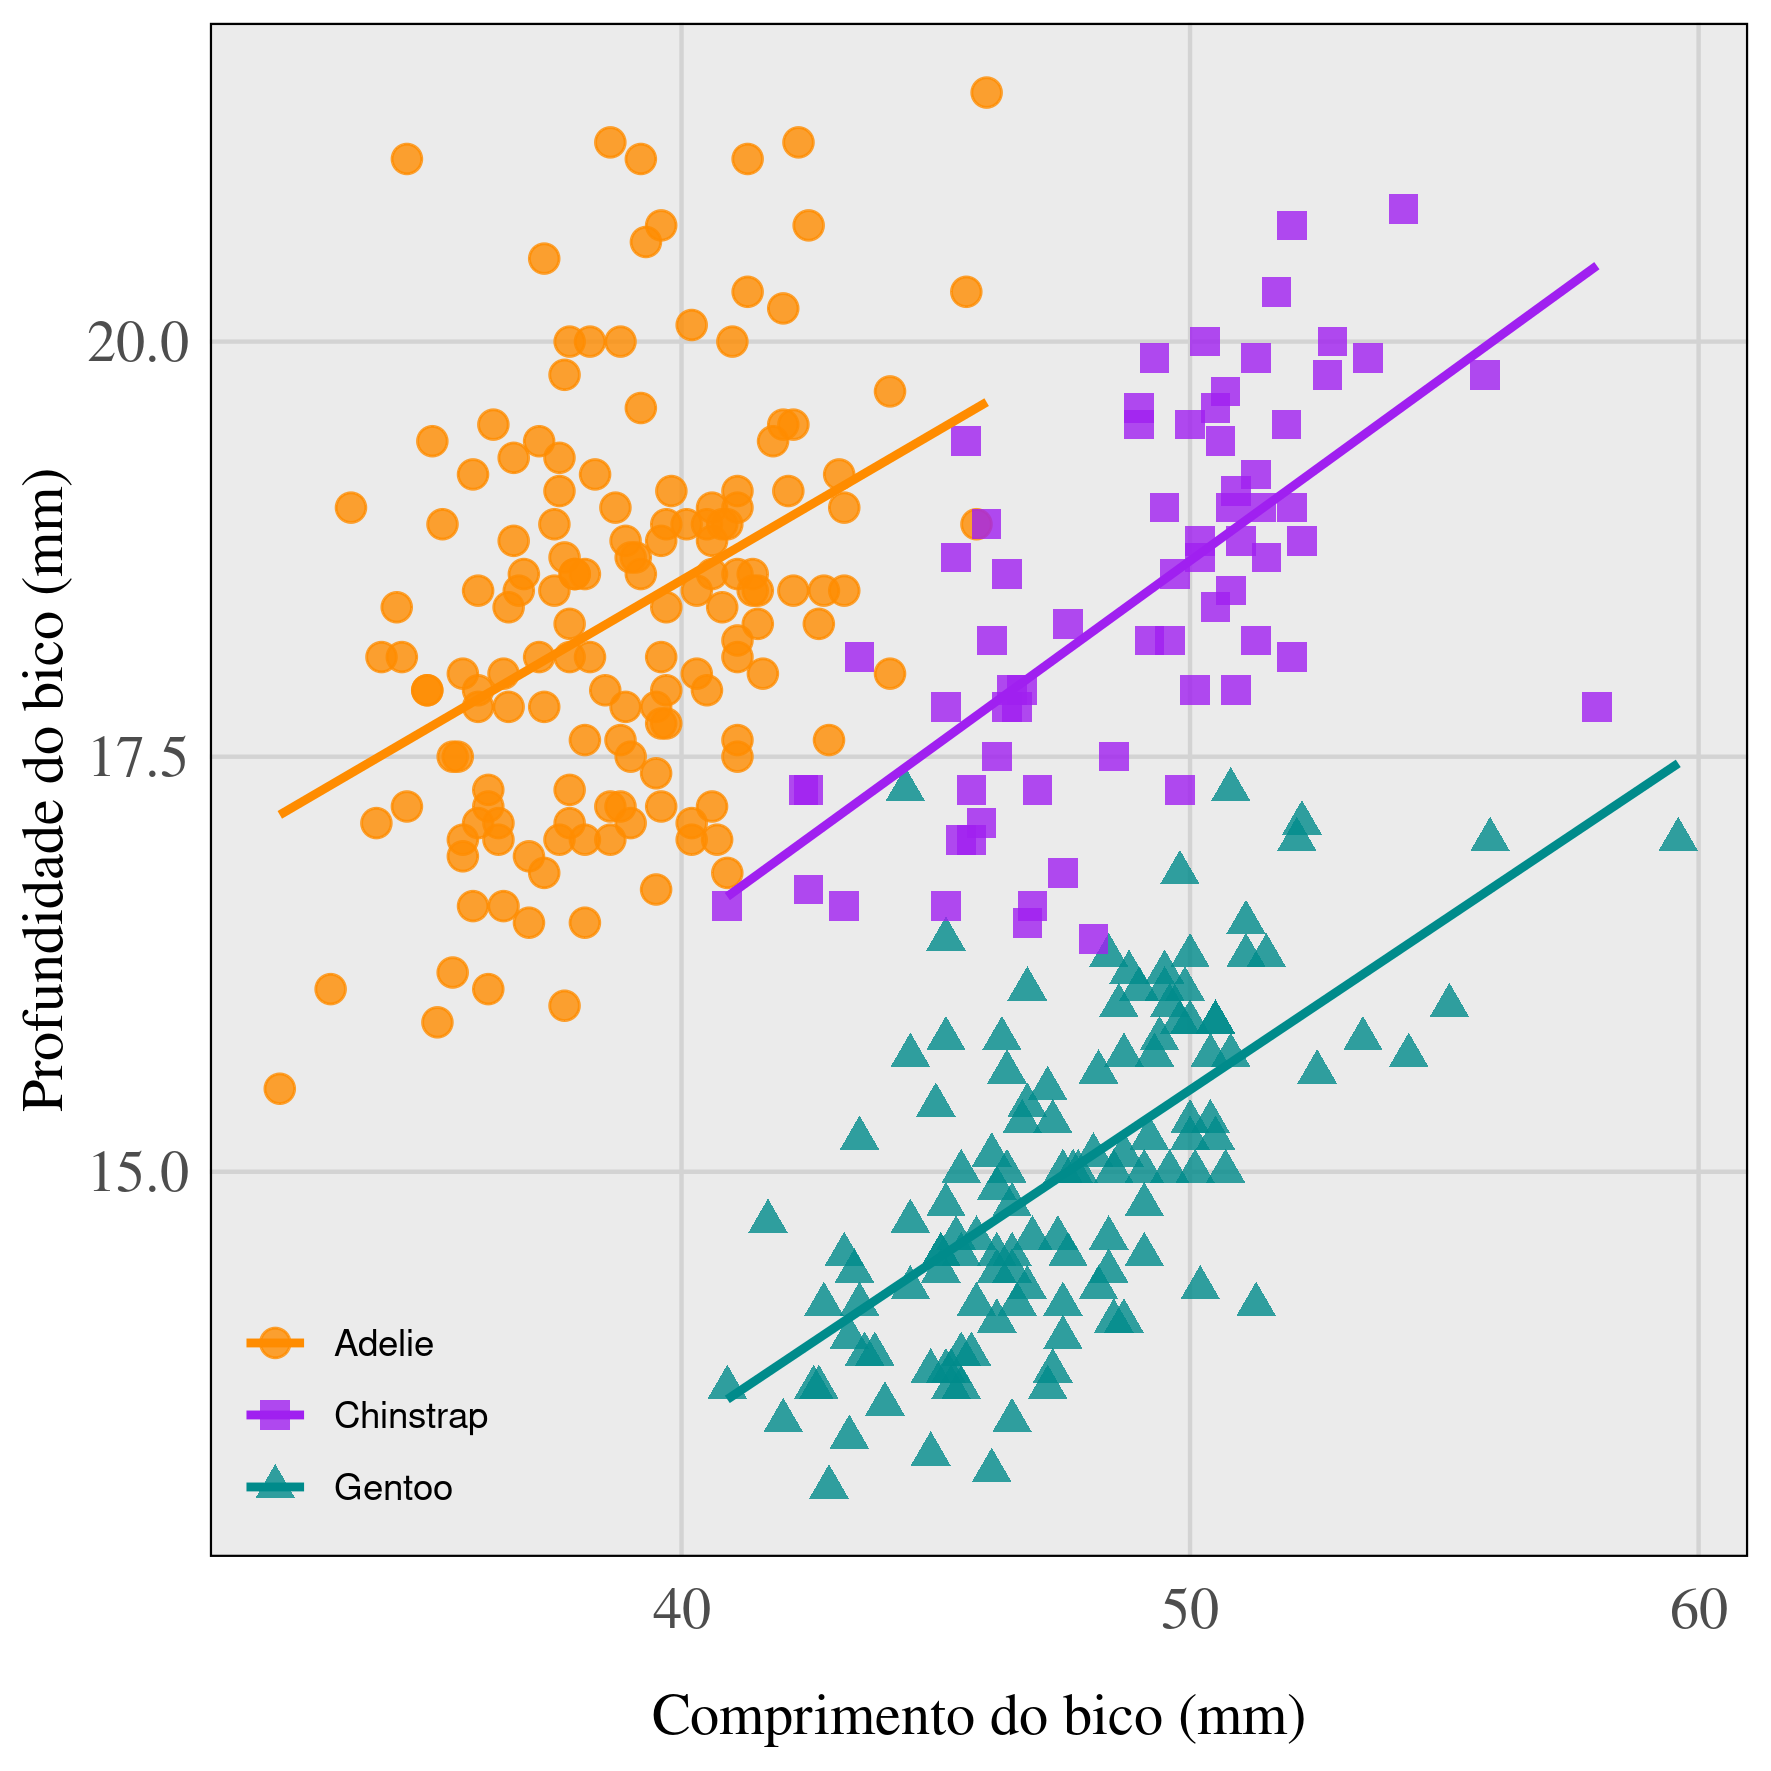 Profundidade do bico (mm)
20.0
17.5
15.0
Adelie
Chinstrap
Gentoo
40 50 60
Comprimento do bico (mm)